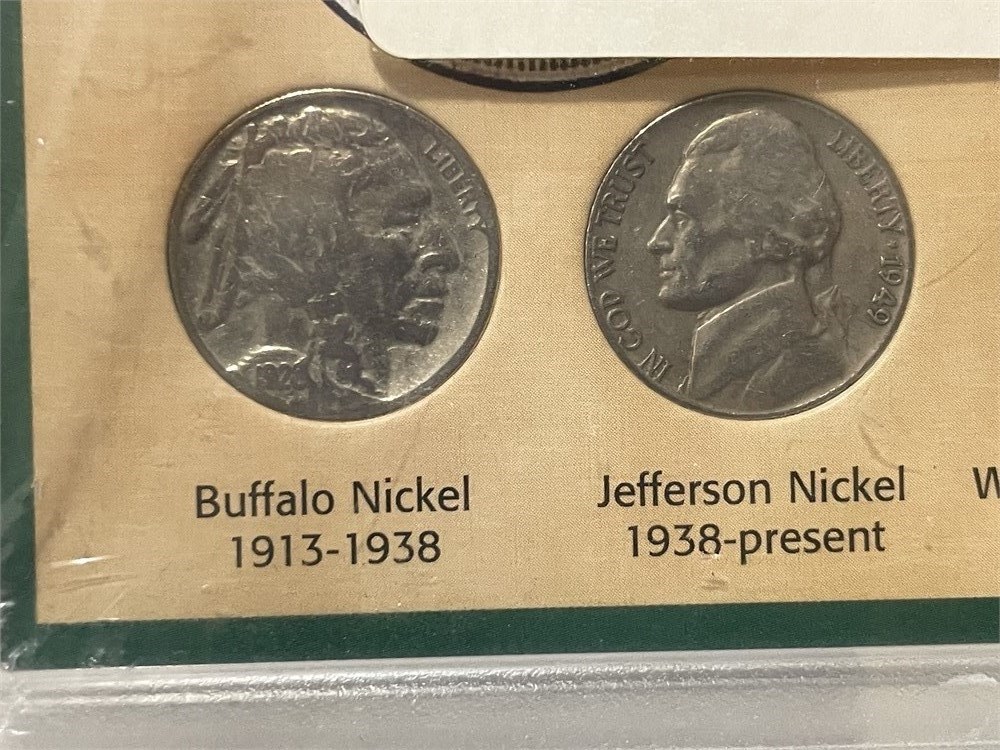 LIBERTY
IN GOD WE TRUST
LIBERTY · 1949
Buffalo Nickel
1913-1938
Jefferson Nickel
1938-present
W